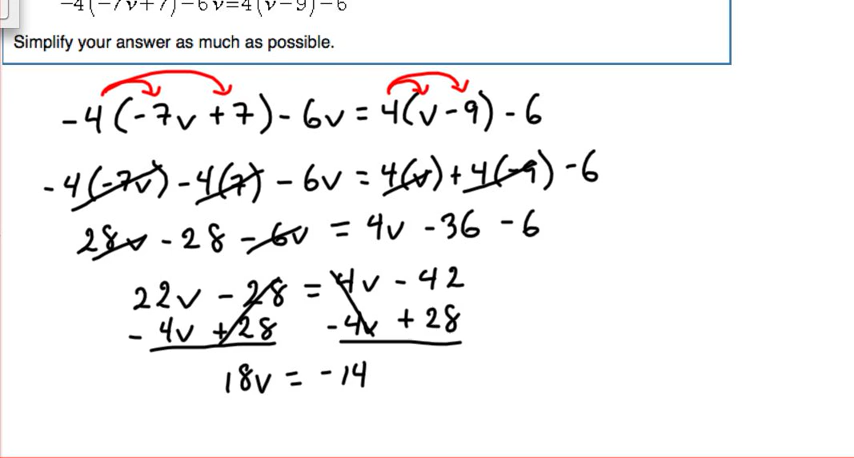 -4(-7v+7)-6v=4(v-9)-6
Simplify your answer as much as possible.
-4(-7v+7)-6v=4(v-9)-6
-4(-7v)-4(7)-6v=4(v)+4(-9)-6
28v-28-6v=4v-36-6
22v-28=4v-42
-4v+28 -4v+28
18v=-14